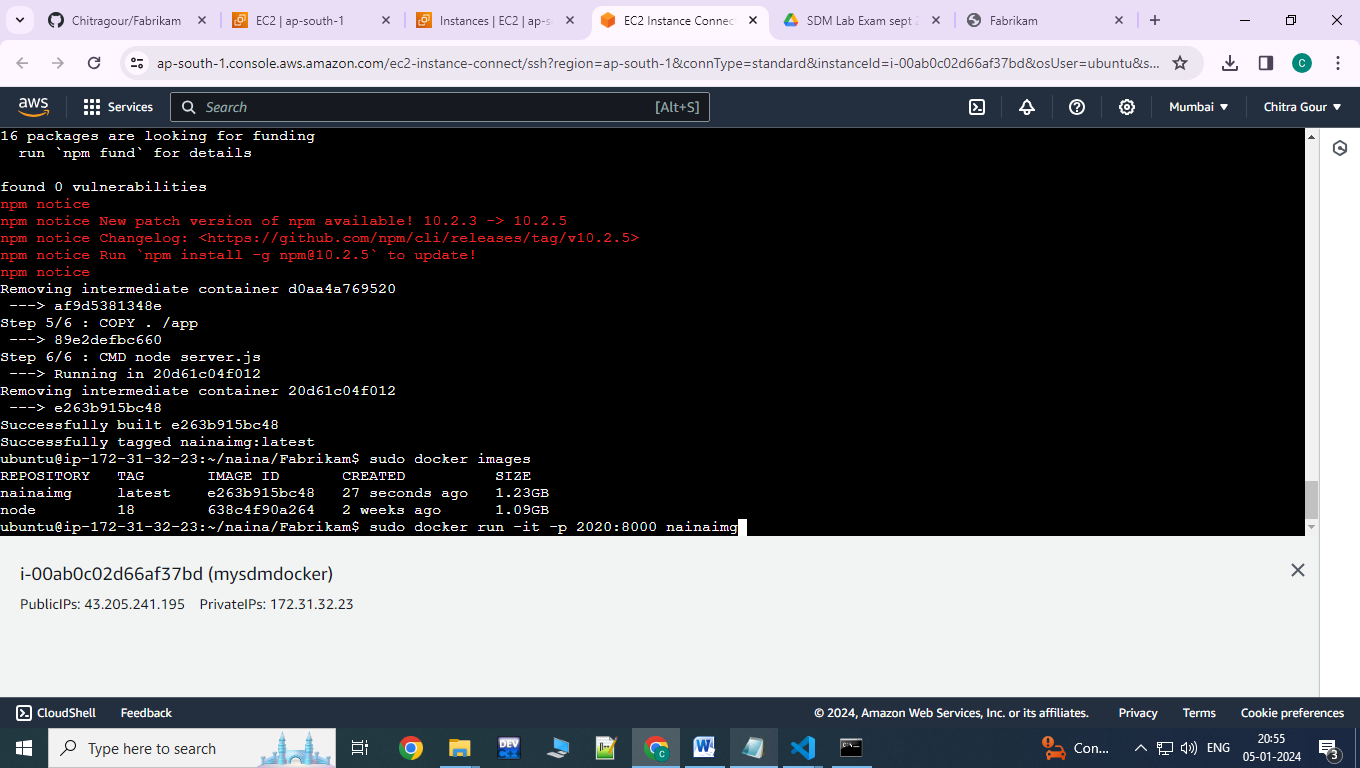 Chitragour/Fabrikam
EC2 | ap-south-1
Instances | EC2 | ap-s
EC2 Instance Connect
SDM Lab Exam sept 2
Fabrikam
ap-south-1.console.aws.amazon.com/ec2-instance-connect/ssh?region=ap-south-1&connType=standard&instanceId=i-00ab0c02d66af37bd&osUser=ubuntu&s...
C
aws
Services
Search
[Alt+S]
Mumbai
Chitra Gour
16 packages are looking for funding
run `npm fund` for details
found 0 vulnerabilities
npm notice
npm notice New patch version of npm available! 10.2.3 -> 10.2.5
npm notice Changelog: <https://github.com/npm/cli/releases/tag/v10.2.5>
npm notice Run `npm install -g npm@10.2.5` to update!
npm notice
Removing intermediate container d0aa4a769520
---> af9d5381348e
Step 5/6 : COPY . /app
---> 89e2defbc660
Step 6/6 : CMD node server.js
---> Running in 20d61c04f012
Removing intermediate container 20d61c04f012
---> e263b915bc48
Successfully built e263b915bc48
Successfully tagged nainaimg:latest
ubuntu@ip-172-31-32-23:~/naina/Fabrikam$ sudo docker images
REPOSITORY TAG IMAGE ID CREATED SIZE
nainaimg latest e263b915bc48 27 seconds ago 1.23GB
node 18 638c4f90a264 2 weeks ago 1.09GB
ubuntu@ip-172-31-32-23:~/naina/Fabrikam$ sudo docker run -it -p 2020:8000 nainaimg
i-00ab0c02d66af37bd (mysdmdocker)
PublicIPs: 43.205.241.195 PrivateIPs: 172.31.32.23
CloudShell
Feedback
© 2024, Amazon Web Services, Inc. or its affiliates.
Privacy
Terms
Cookie preferences
Type here to search
DEV
Con...
ENG
20:55
05-01-2024
3